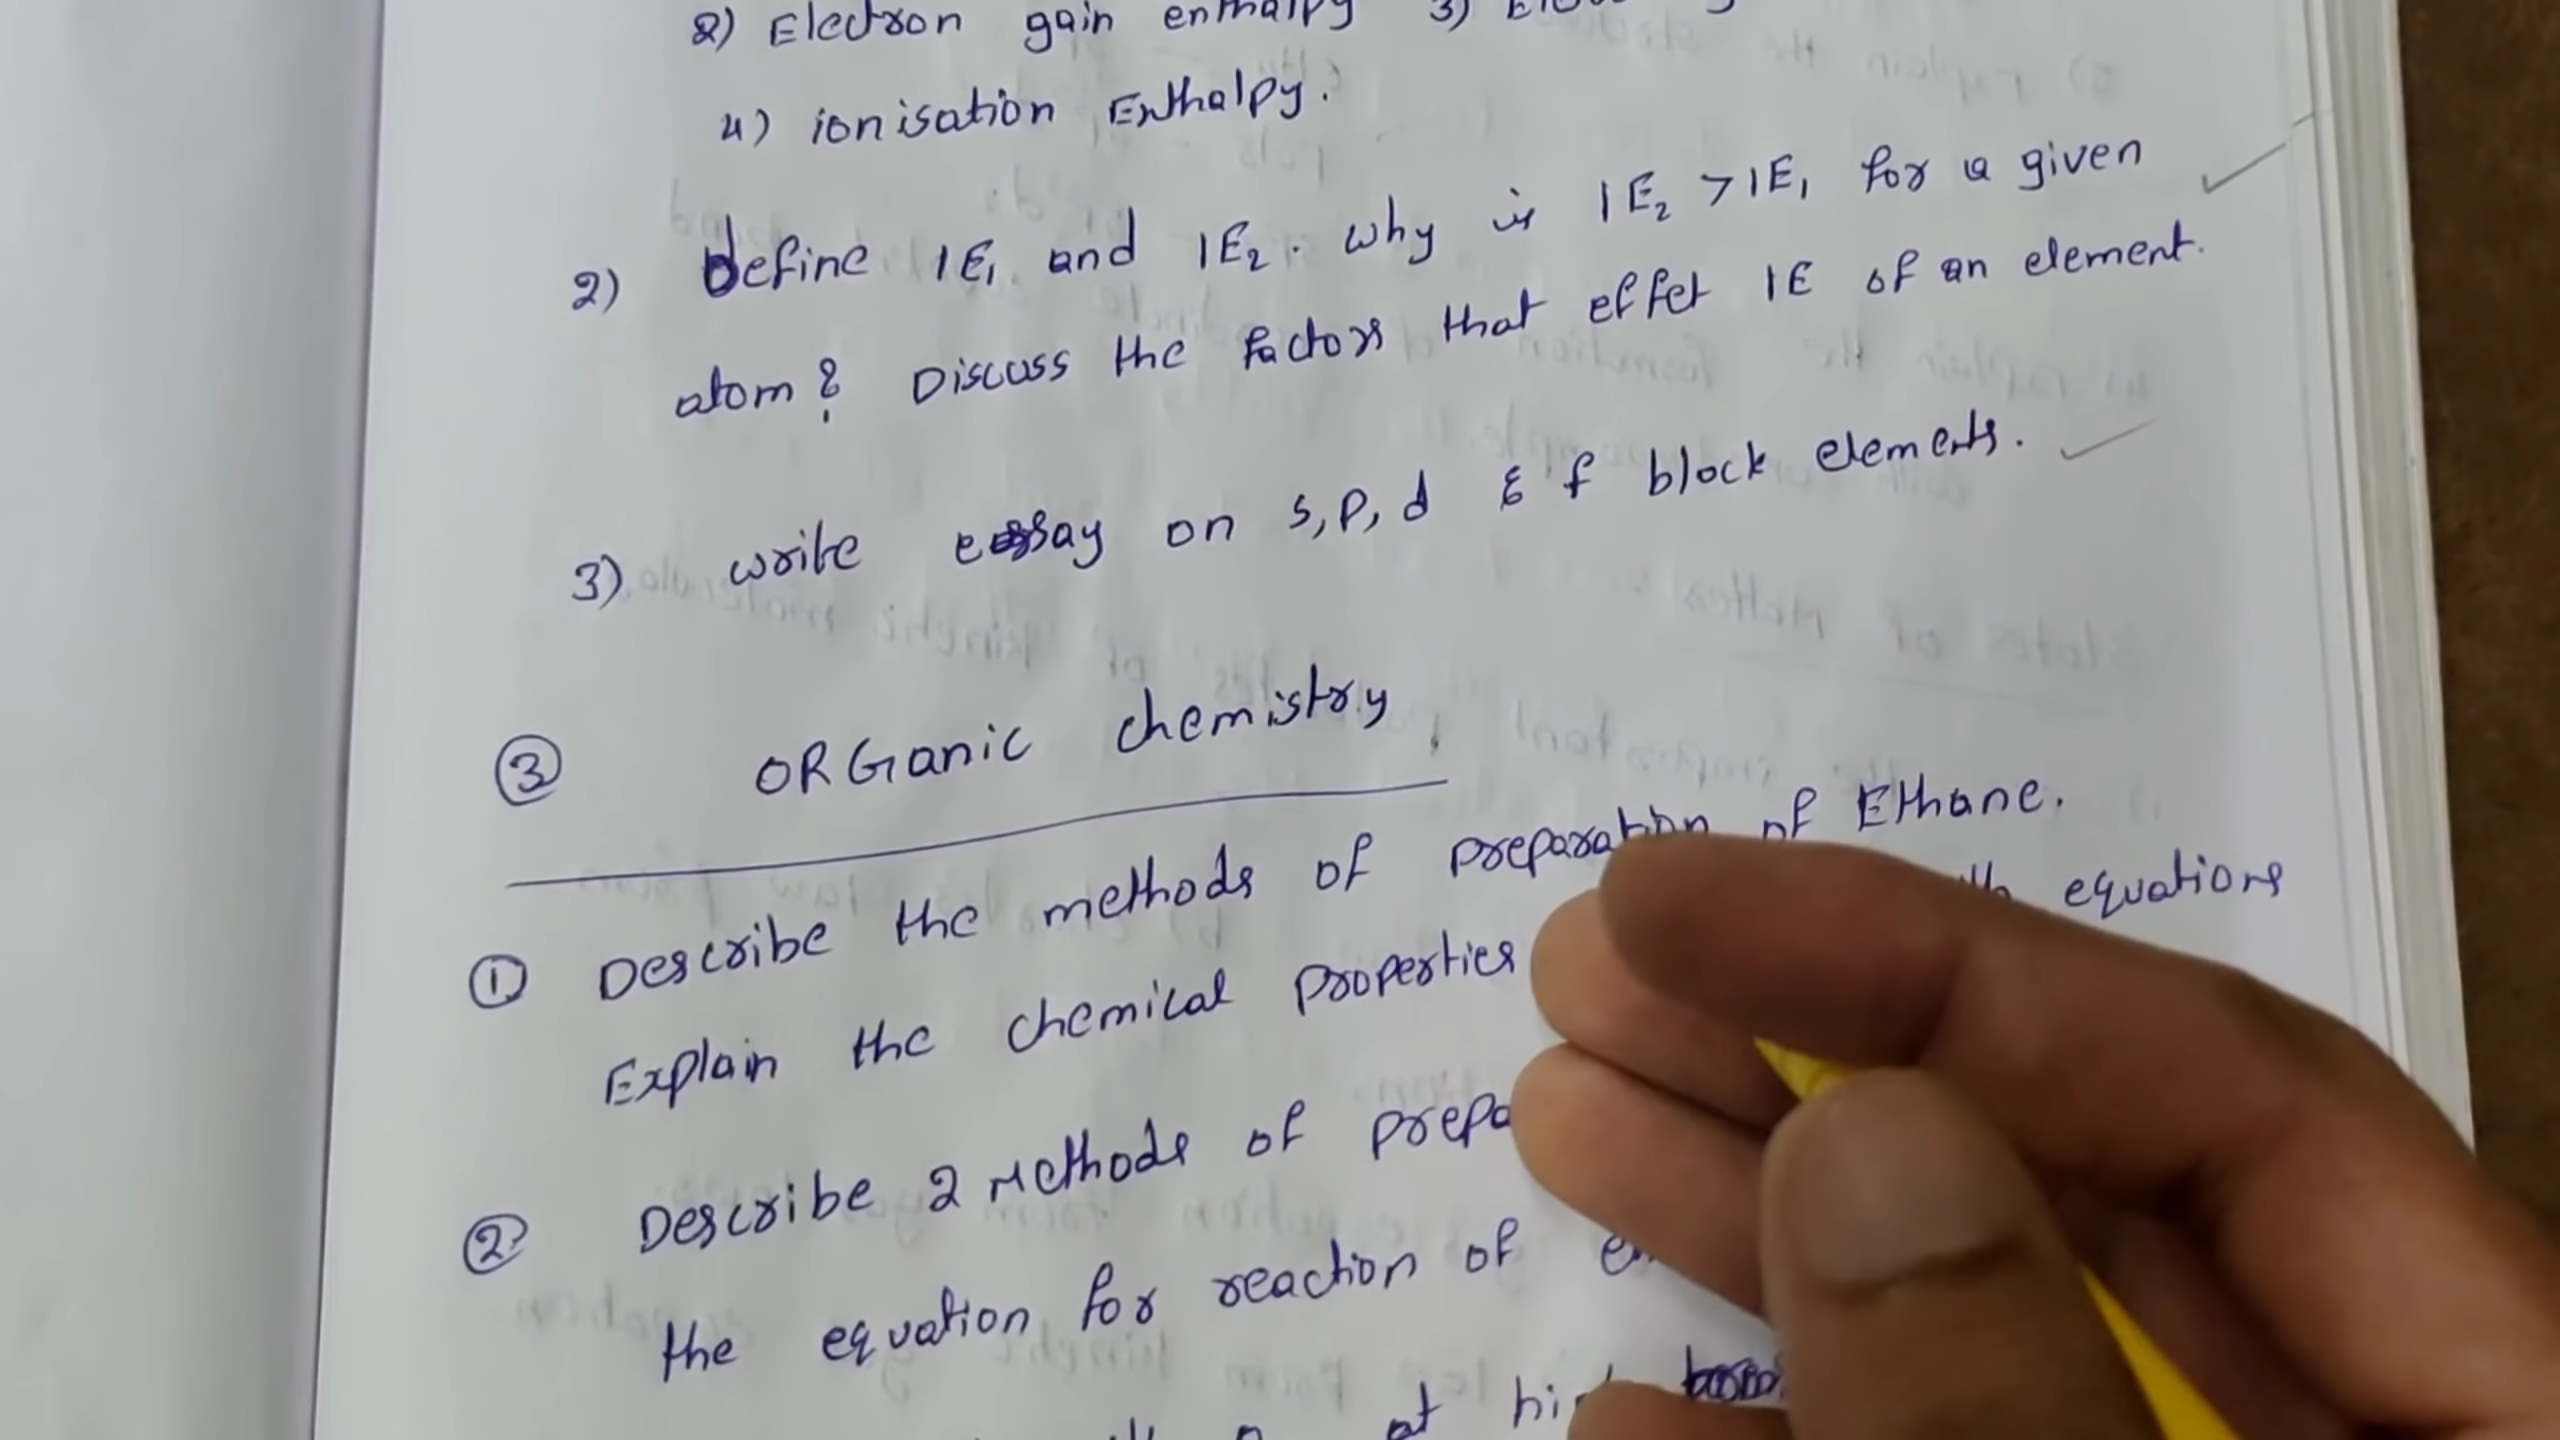 2) Electron gain enthalpy 3)
4) ionisation Enthalpy.
2) Define IE₁ and IE₂. why is IE₂ > IE₁ for a given
atom? Discuss the factors that effet IE of an element.
3) write essay on s, p, d & f block elements.
③ ORGanic chemistry
① Describe the methods of preparation of Ethane.
Explain the chemical properties equations
② Describe 2 Methods of
the equation for reaction of
at